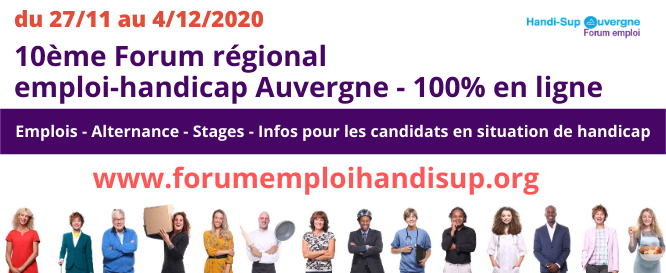 du 27/11 au 4/12/2020
Handi-Sup Auvergne
Forum emploi
10ème Forum régional
emploi-handicap Auvergne - 100% en ligne
Emplois - Alternance - Stages - Infos pour les candidats en situation de handicap
www.forumemploihandisup.org